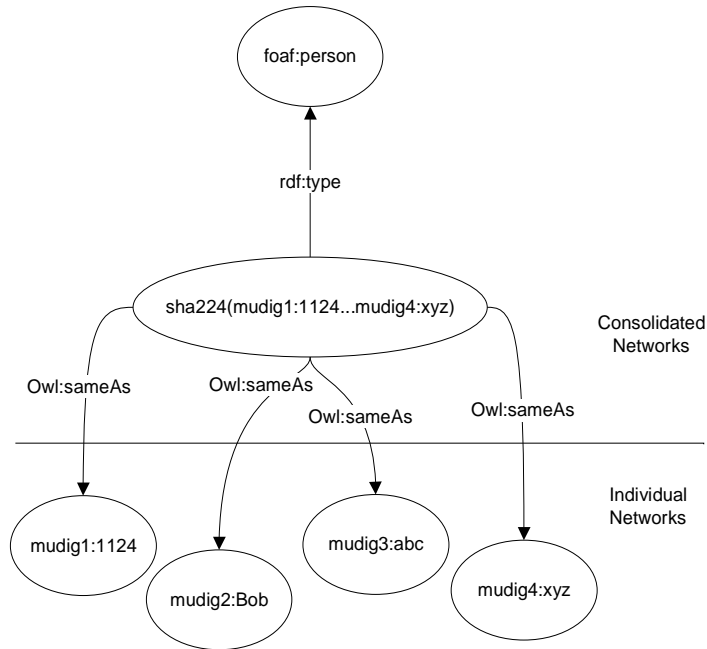 foaf:person
rdf:type
sha224(mudig1:1124...mudig4:xyz)
Consolidated
Networks
Owl:sameAs
Owl:sameAs
Owl:sameAs
Owl:sameAs
Individual
Networks
mudig1:1124
mudig2:Bob
mudig3:abc
mudig4:xyz